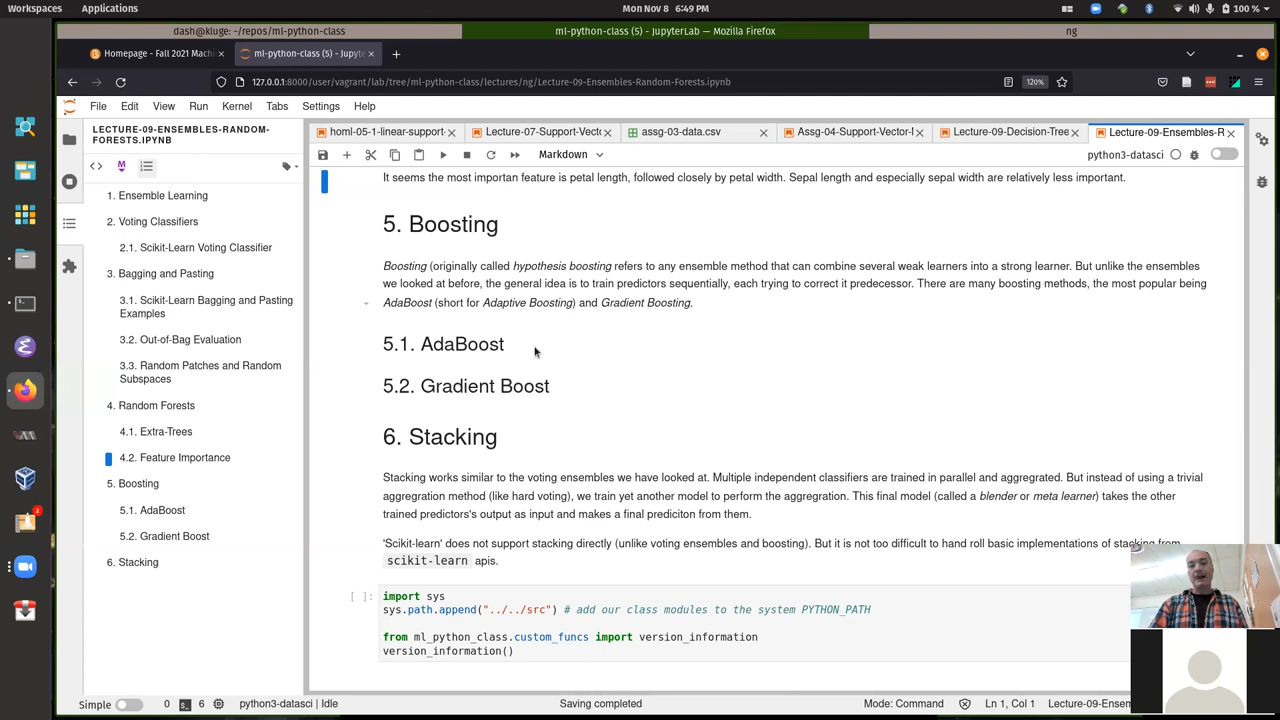 Workspaces Applications Mon Nov 8 6:49 PM 100 %
dash@kluge: ~/repos/ml-python-class ml-python-class (5) - JupyterLab — Mozilla Firefox ng
Homepage - Fall 2021 Machi ml-python-class (5) - Jupyte
127.0.0.1:8000/user/vagrant/lab/tree/ml-python-class/lectures/ng/Lecture-09-Ensembles-Random-Forests.ipynb 120%
File Edit View Run Kernel Tabs Settings Help
LECTURE-09-ENSEMBLES-RANDOM-
FORESTS.IPYNB
homl-05-1-linear-support- Lecture-07-Support-Vecto assg-03-data.csv Assg-04-Support-Vector-I Lecture-09-Decision-Tree Lecture-09-Ensembles-R
Markdown python3-datasci
1. Ensemble Learning
2. Voting Classifiers
2.1. Scikit-Learn Voting Classifier
3. Bagging and Pasting
3.1. Scikit-Learn Bagging and Pasting
Examples
3.2. Out-of-Bag Evaluation
3.3. Random Patches and Random
Subspaces
4. Random Forests
4.1. Extra-Trees
4.2. Feature Importance
5. Boosting
5.1. AdaBoost
5.2. Gradient Boost
6. Stacking
It seems the most importan feature is petal length, followed closely by petal width. Sepal length and especially sepal width are relatively less important.
5. Boosting
Boosting (originally called hypothesis boosting refers to any ensemble method that can combine several weak learners into a strong learner. But unlike the ensembles
we looked at before, the general idea is to train predictors sequentially, each trying to correct it predecessor. There are many boosting methods, the most popular being
AdaBoost (short for Adaptive Boosting) and Gradient Boosting.
5.1. AdaBoost
5.2. Gradient Boost
6. Stacking
Stacking works similar to the voting ensembles we have looked at. Multiple independent classifiers are trained in parallel and aggregrated. But instead of using a trivial
aggregration method (like hard voting), we train yet another model to perform the aggregration. This final model (called a blender or meta learner) takes the other
trained predictors's output as input and makes a final prediciton from them.
'Scikit-learn' does not support stacking directly (unlike voting ensembles and boosting). But it is not too difficult to hand roll basic implementations of stacking from
scikit-learn apis.
[ ]: import sys
sys.path.append("../../src") # add our class modules to the system PYTHON_PATH
from ml_python_class.custom_funcs import version_information
version_information()
Simple 0 6 python3-datasci | Idle Saving completed Mode: Command Ln 1, Col 1 Lecture-09-Ensem